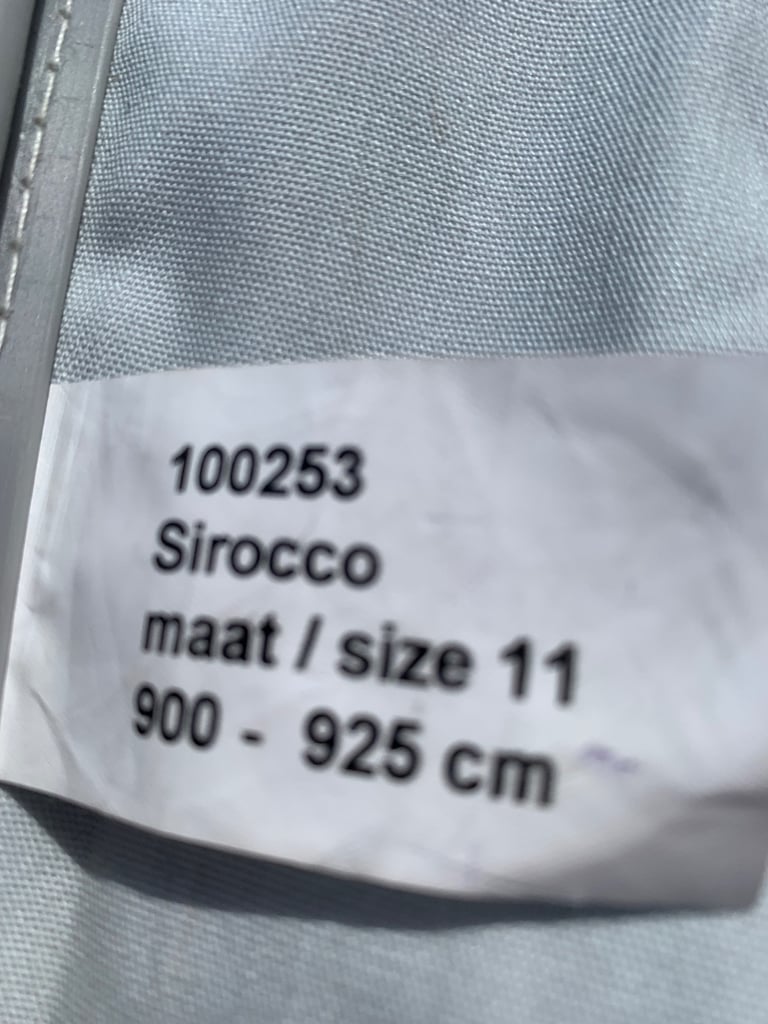 100253
Sirocco
maat / size 11
900 - 925 cm